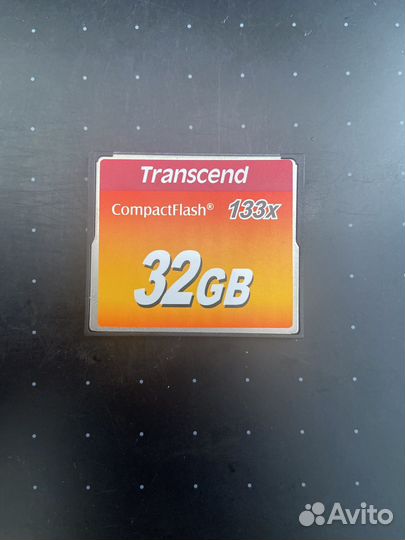 Transcend
CompactFlash® 133x
32GB
Avito